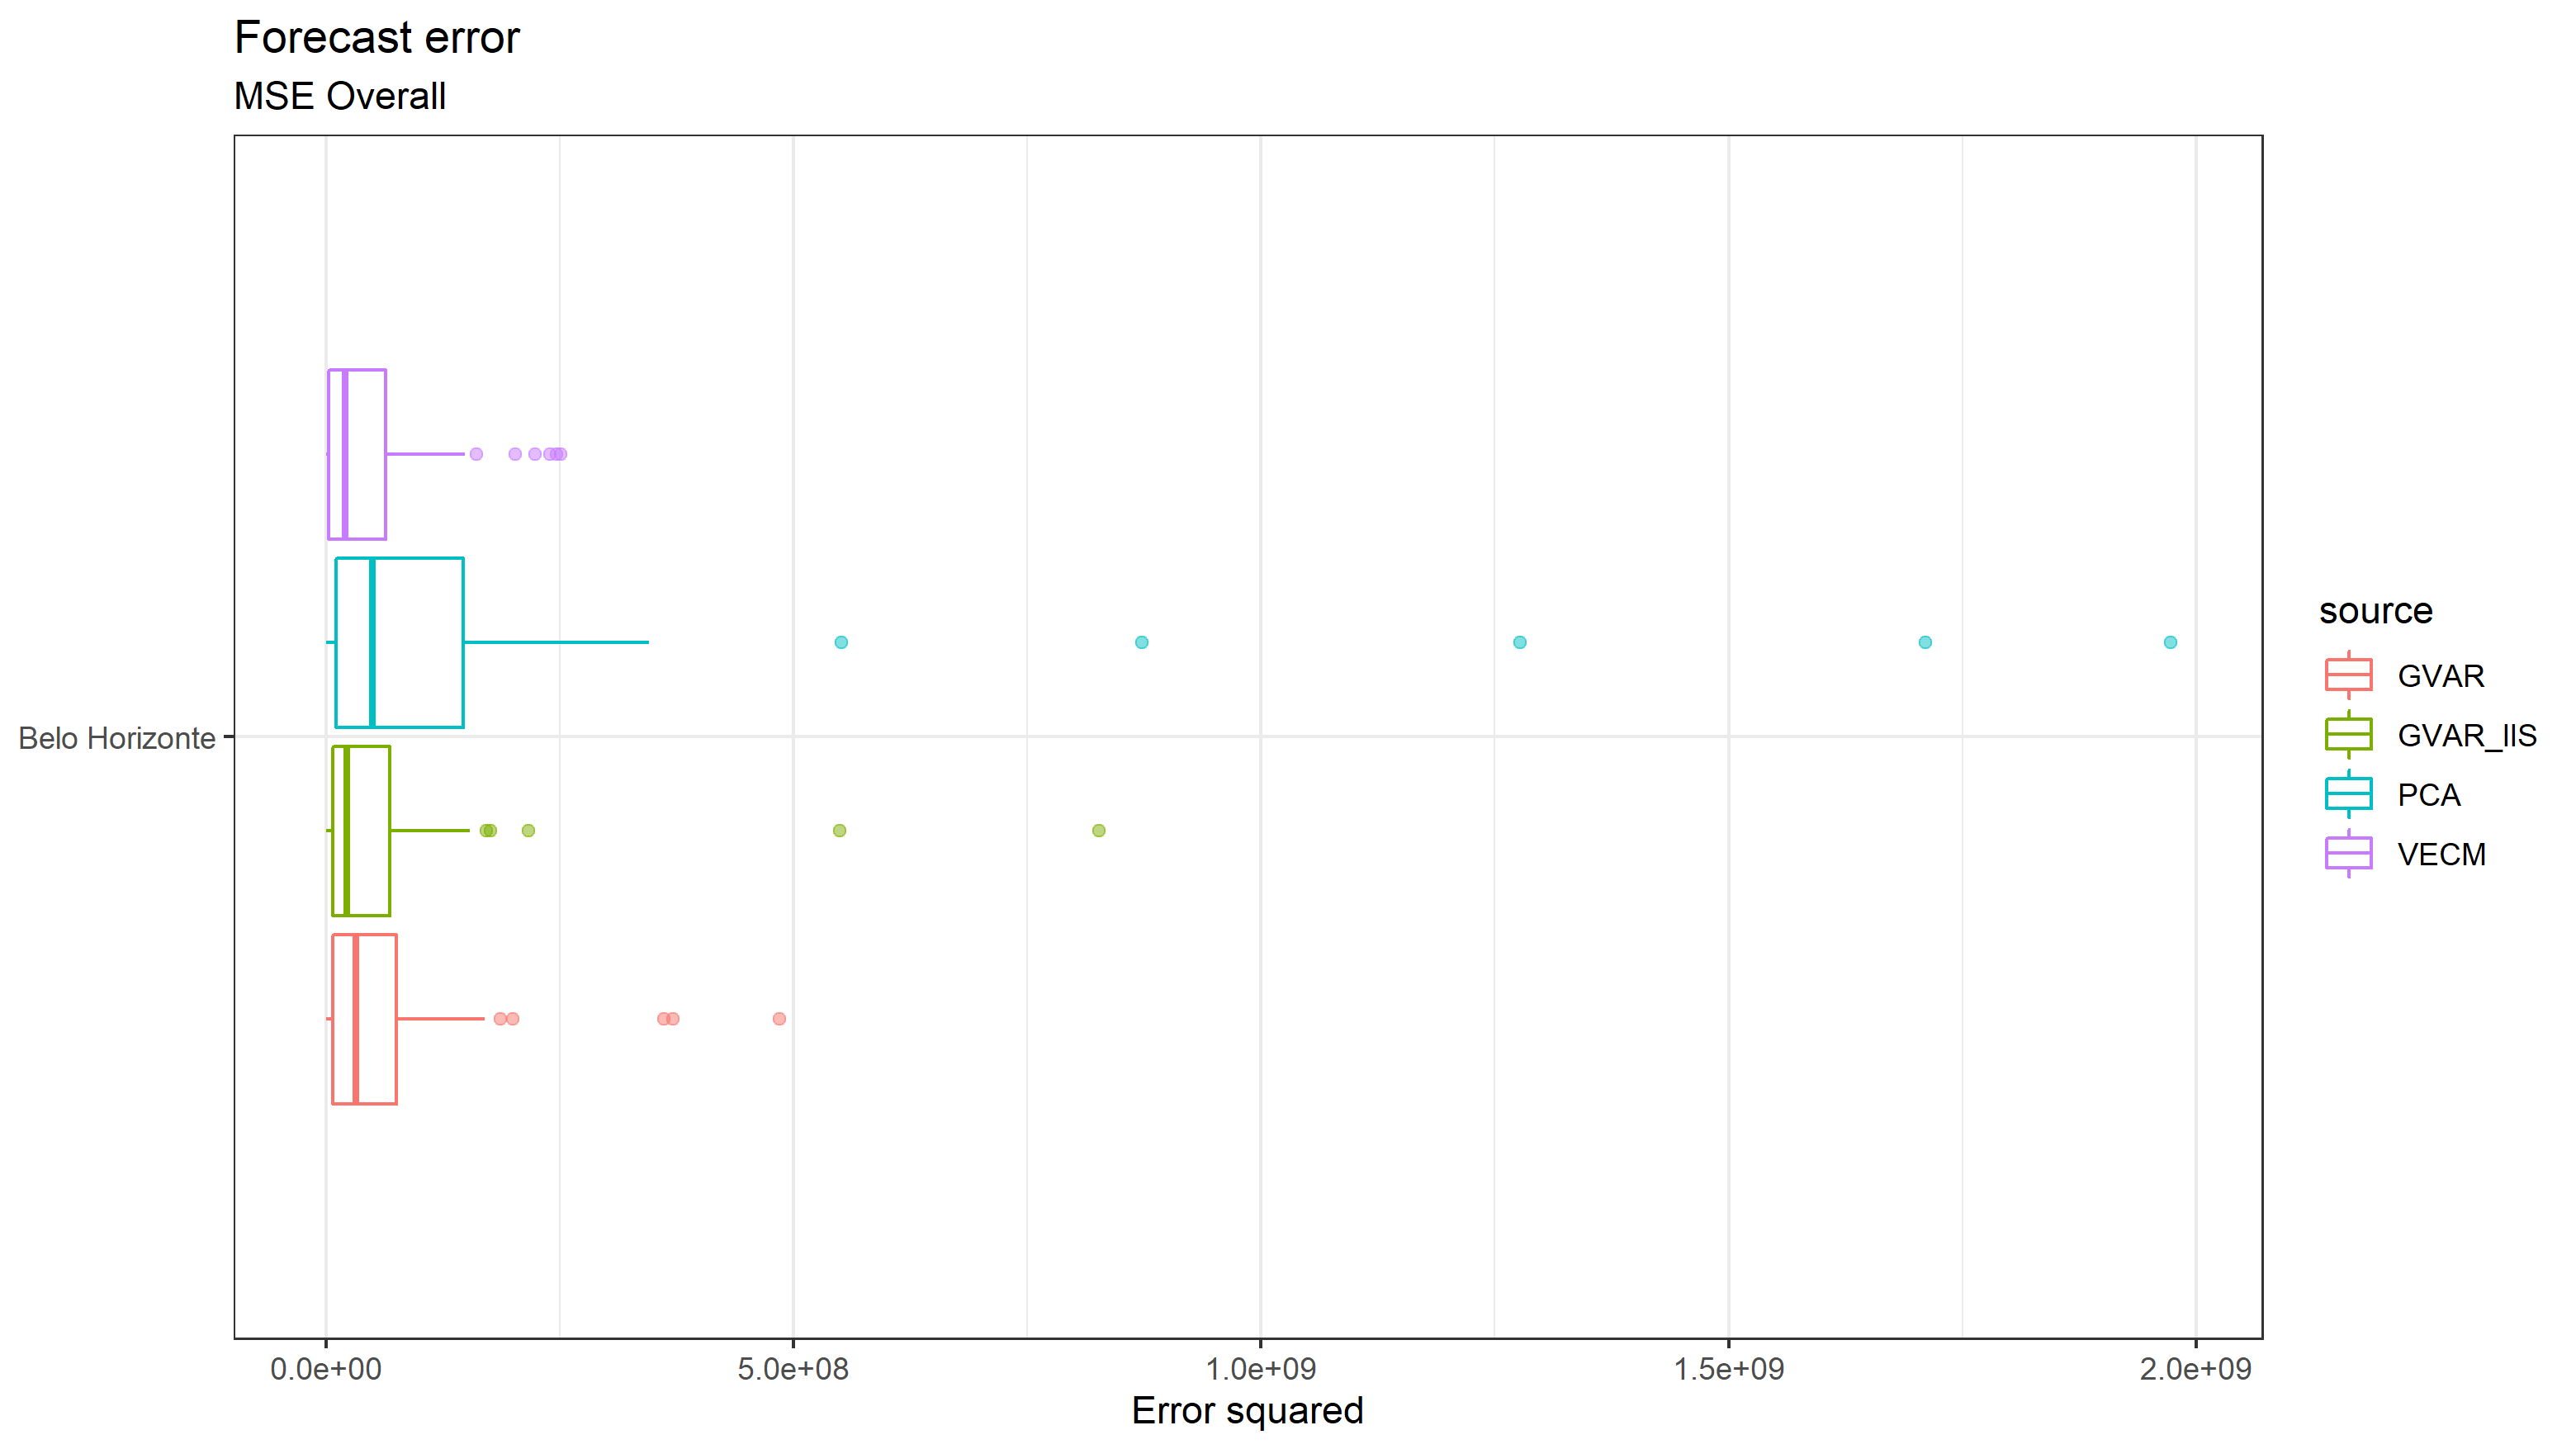 Forecast error
MSE Overall
Belo Horizonte
0.0e+00
5.0e+08
1.0e+09
1.5e+09
2.0e+09
Error squared
source
GVAR
GVAR_IIS
PCA
VECM